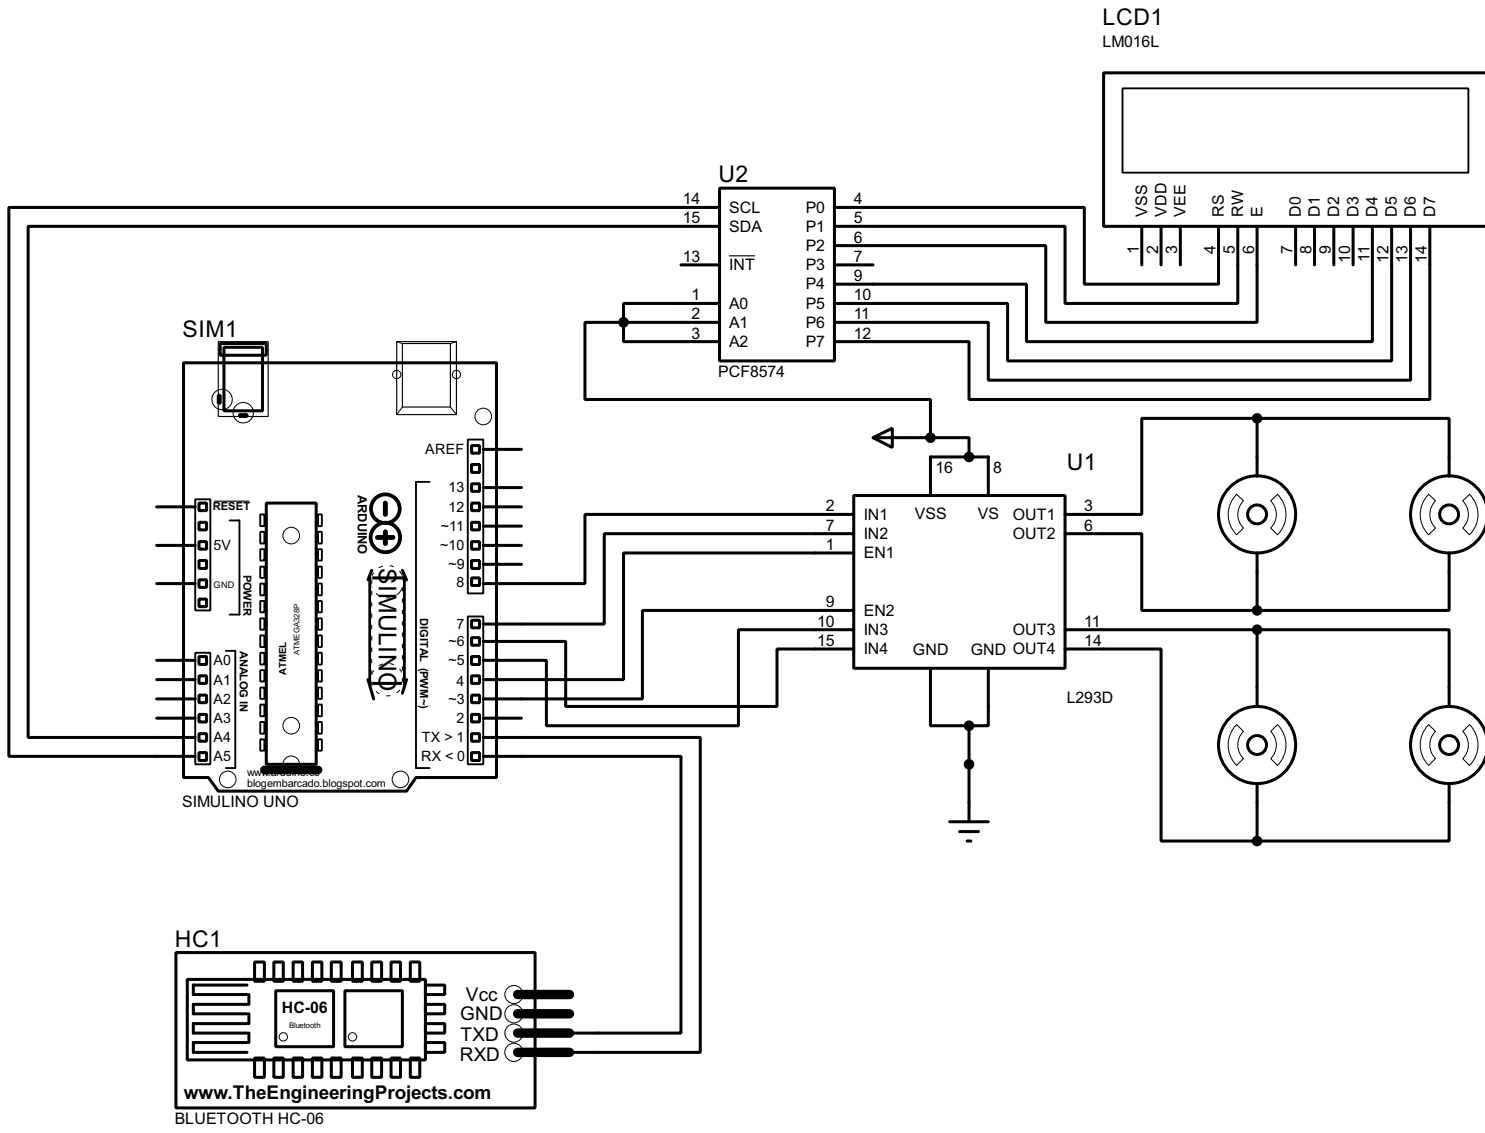 LCD1
LM016L
VSS
VDD
VEE
RS
RW
E
D0
D1
D2
D3
D4
D5
D6
D7
1
2
3
4
5
6
7
8
9
10
11
12
13
14
U2
14 SCL P0 4
15 SDA P1 5
P2 6
13 INT P3 7
P4 9
1 A0 P5 10
2 A1 P6 11
3 A2 P7 12
PCF8574
SIM1
AREF
13
12
~11
~10
~9
8
7
~6
~5
4
~3
2
TX > 1
RX < 0
DIGITAL (PWM~)
ARDUINO
SIMULINO
RESET
5V
GND
POWER
A0
A1
A2
A3
A4
A5
ANALOG IN
ATMEL
ATMEGA328P
blogembarcado.blogspot.com
SIMULINO UNO
U1
16 8
VSS VS
2 IN1 OUT1 3
7 IN2 OUT2 6
1 EN1
9 EN2
10 IN3 OUT3 11
15 IN4 OUT4 14
GND GND
L293D
HC1
HC-06
Bluetooth
Vcc
GND
TXD
RXD
www.TheEngineeringProjects.com
BLUETOOTH HC-06